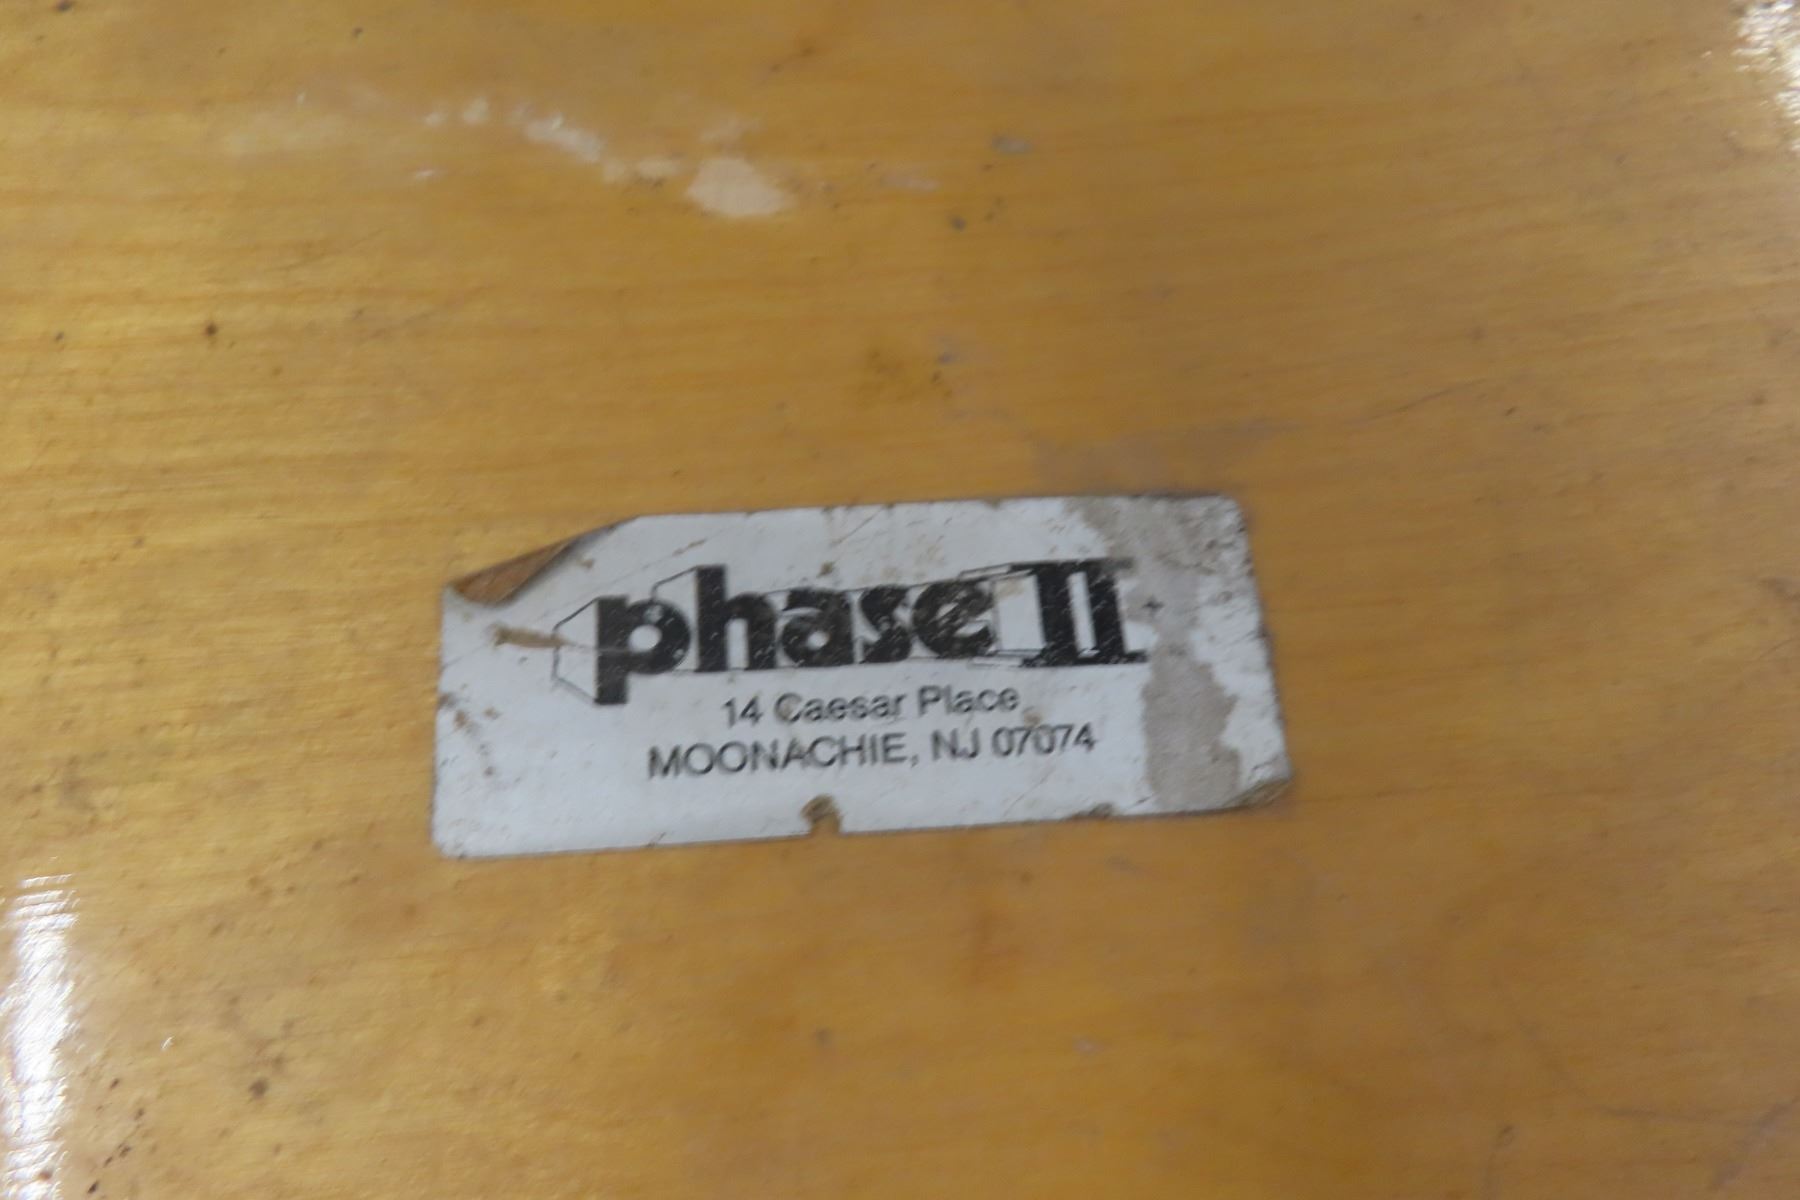 phase II
14 Caesar Place
MOONACHIE, NJ 07074